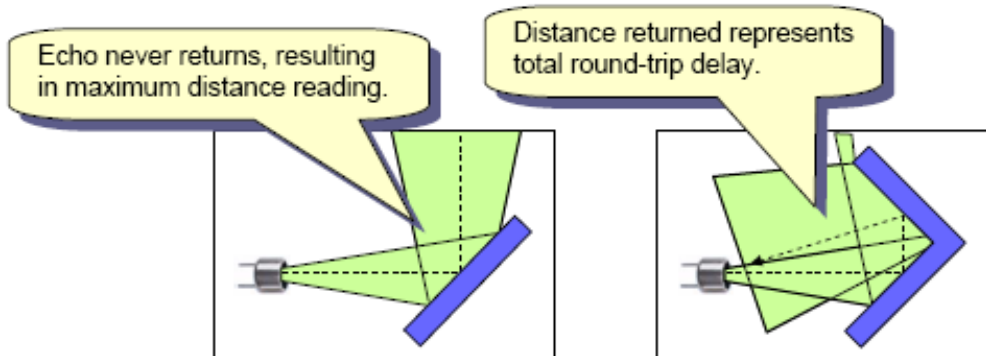 Echo never returns, resulting
in maximum distance reading.
Distance returned represents
total round-trip delay.